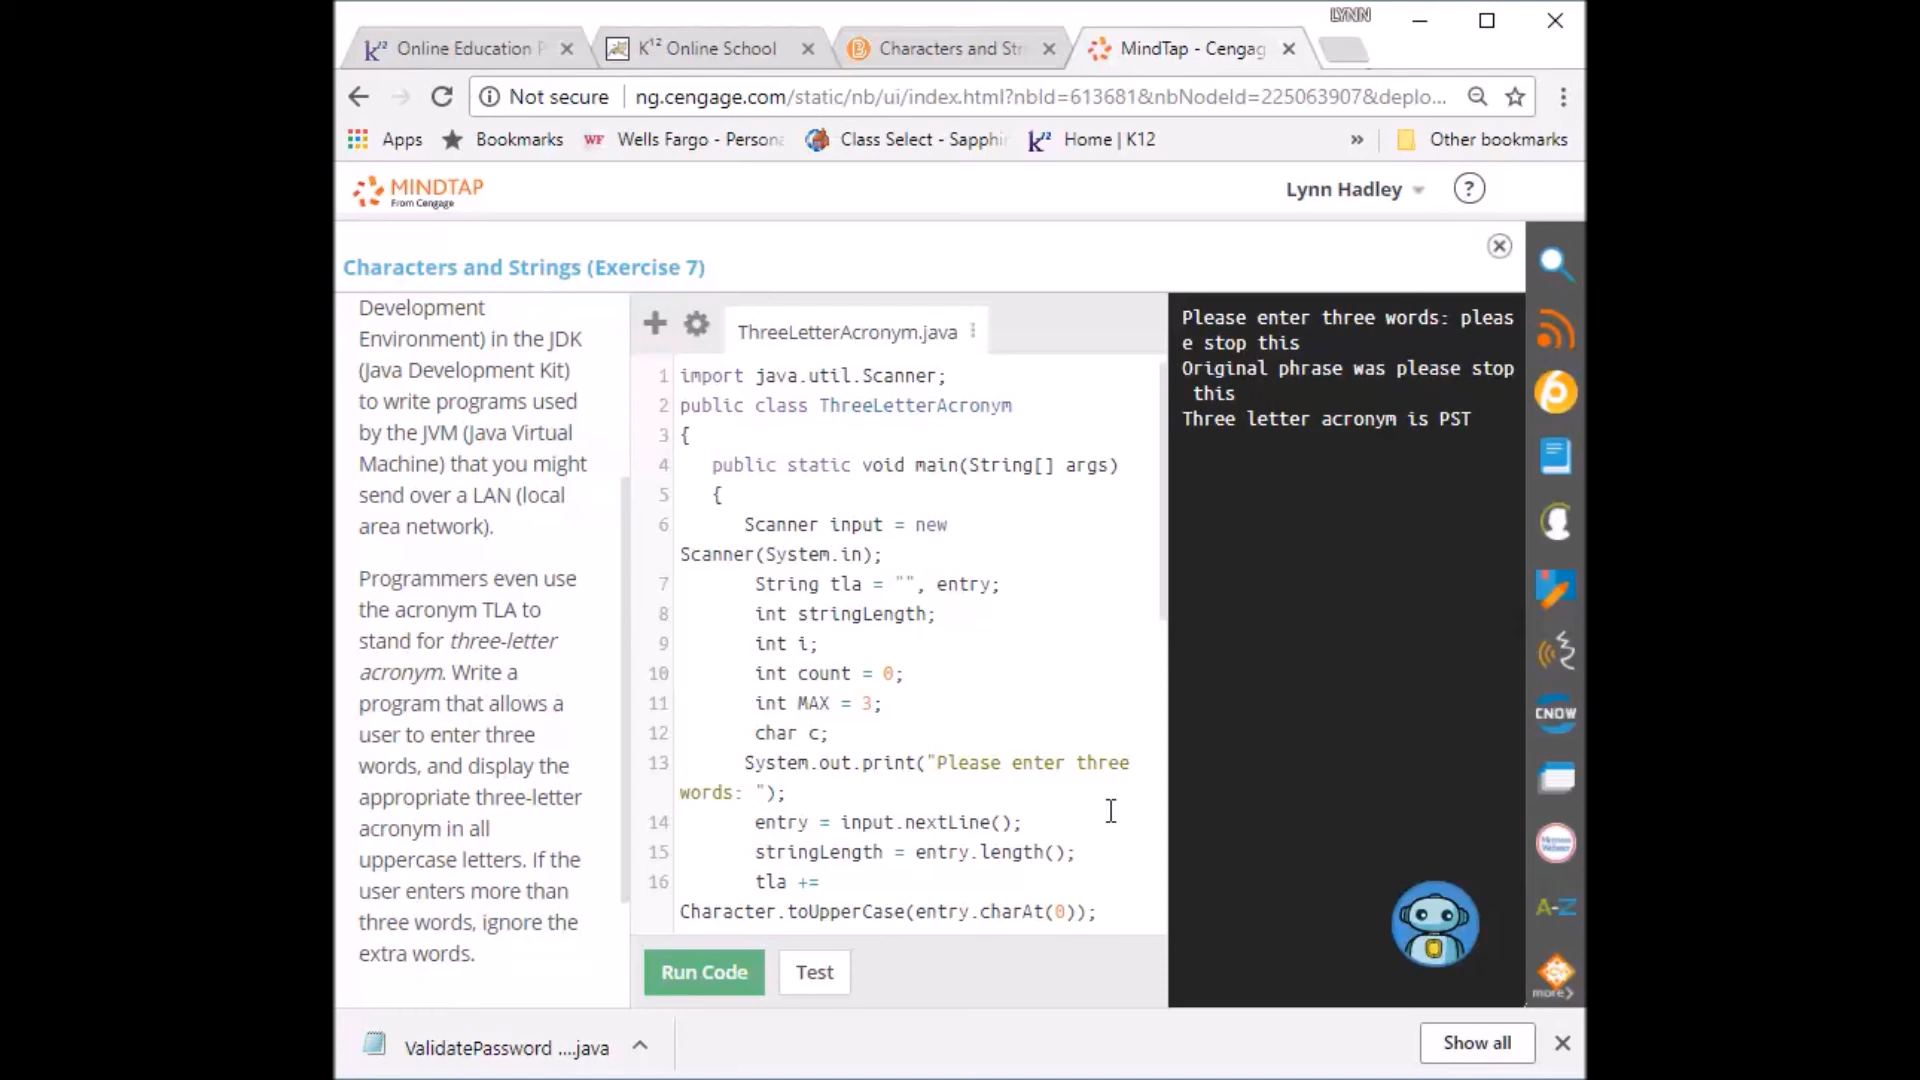 LYNN
K¹² Online Education P
K¹² Online School
Characters and Str
MindTap - Cengag
Not secure ng.cengage.com/static/nb/ui/index.html?nbId=613681&nbNodeId=225063907&deplo...
Apps Bookmarks WF Wells Fargo - Persona Class Select - Sapphi K¹² Home | K12 » Other bookmarks
MINDTAP
From Cengage
Lynn Hadley ?
Characters and Strings (Exercise 7)
Development
Environment) in the JDK
(Java Development Kit)
to write programs used
by the JVM (Java Virtual
Machine) that you might
send over a LAN (local
area network).
Programmers even use
the acronym TLA to
stand for three-letter
acronym. Write a
program that allows a
user to enter three
words, and display the
appropriate three-letter
acronym in all
uppercase letters. If the
user enters more than
three words, ignore the
extra words.
ThreeLetterAcronym.java
1 import java.util.Scanner;
2 public class ThreeLetterAcronym
3 {
4 public static void main(String[] args)
5 {
6 Scanner input = new
Scanner(System.in);
7 String tla = "", entry;
8 int stringLength;
9 int i;
10 int count = 0;
11 int MAX = 3;
12 char c;
13 System.out.print("Please enter three
words: ");
14 entry = input.nextLine();
15 stringLength = entry.length();
16 tla +=
Character.toUpperCase(entry.charAt(0));
Run Code
Test
Please enter three words: pleas
e stop this
Original phrase was please stop
this
Three letter acronym is PST
CNOW
Merriam Webster
A-Z
more>
ValidatePassword ....java
Show all